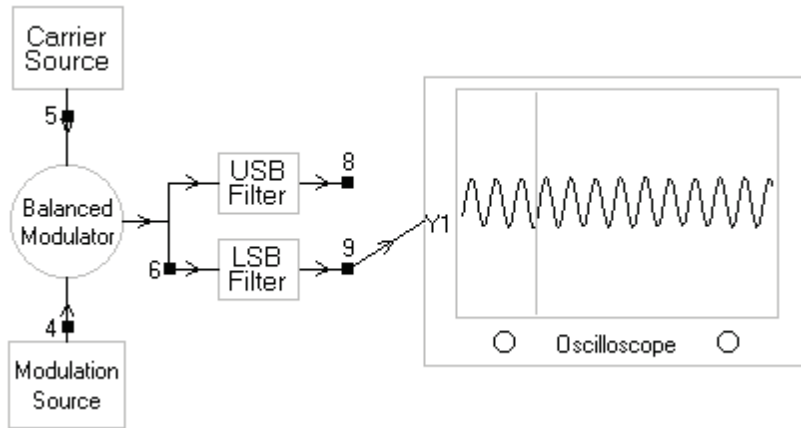 Carrier
Source
5
8
USB
Filter
Balanced
Modulator
Y1
9
6
LSB
Filter
4
Oscilloscope
Modulation
Source